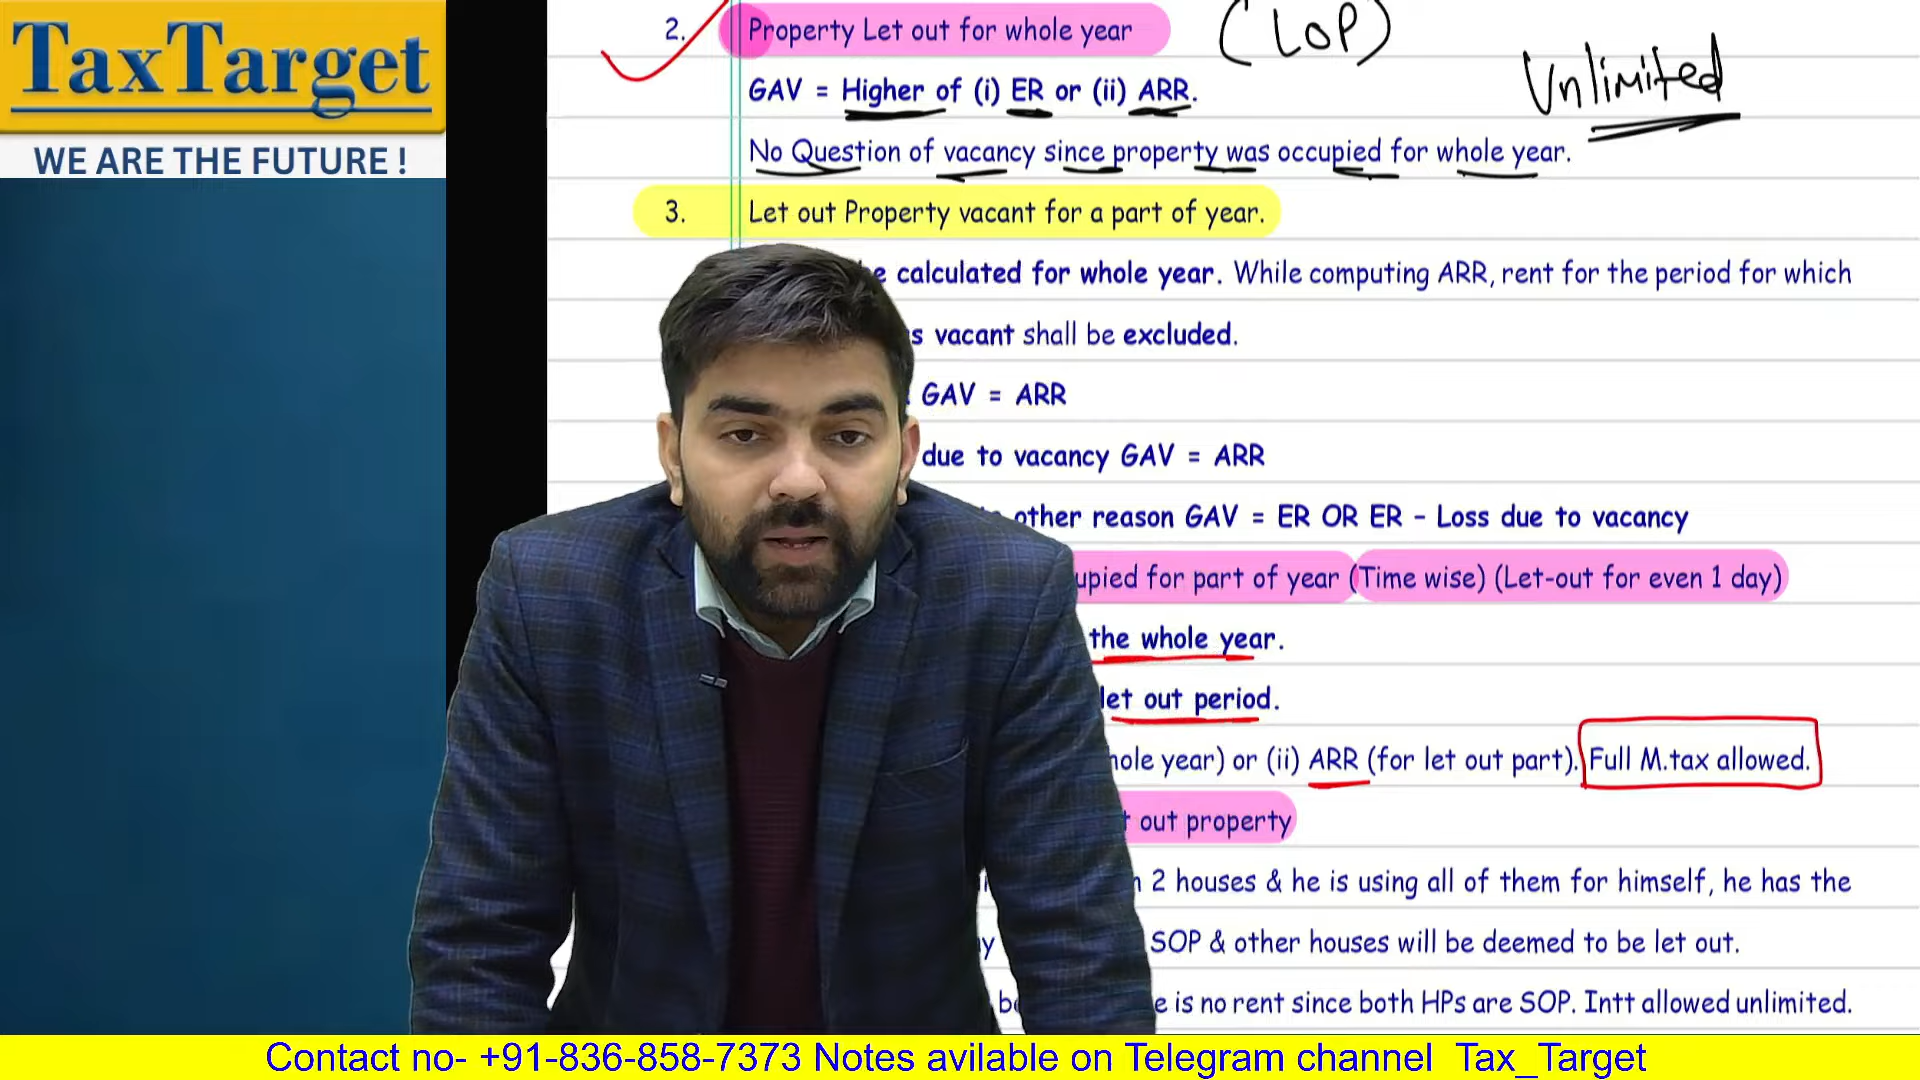 TaxTarget
WE ARE THE FUTURE !
2. Property Let out for whole year (LOP)
Unlimited
GAV = Higher of (i) ER or (ii) ARR.
No Question of vacancy since property was occupied for whole year.
3. Let out Property vacant for a part of year.
calculated for whole year. While computing ARR, rent for the period for which
vacant shall be excluded.
GAV = ARR
due to vacancy GAV = ARR
other reason GAV = ER OR ER - Loss due to vacancy
for part of year (Time wise) (Let-out for even 1 day)
the whole year.
let out period.
year) or (ii) ARR (for let out part). Full M.tax allowed.
out property
2 houses & he is using all of them for himself, he has the
SOP & other houses will be deemed to be let out.
is no rent since both HPs are SOP. Intt allowed unlimited.
Contact no- +91-836-858-7373 Notes avilable on Telegram channel Tax_Target